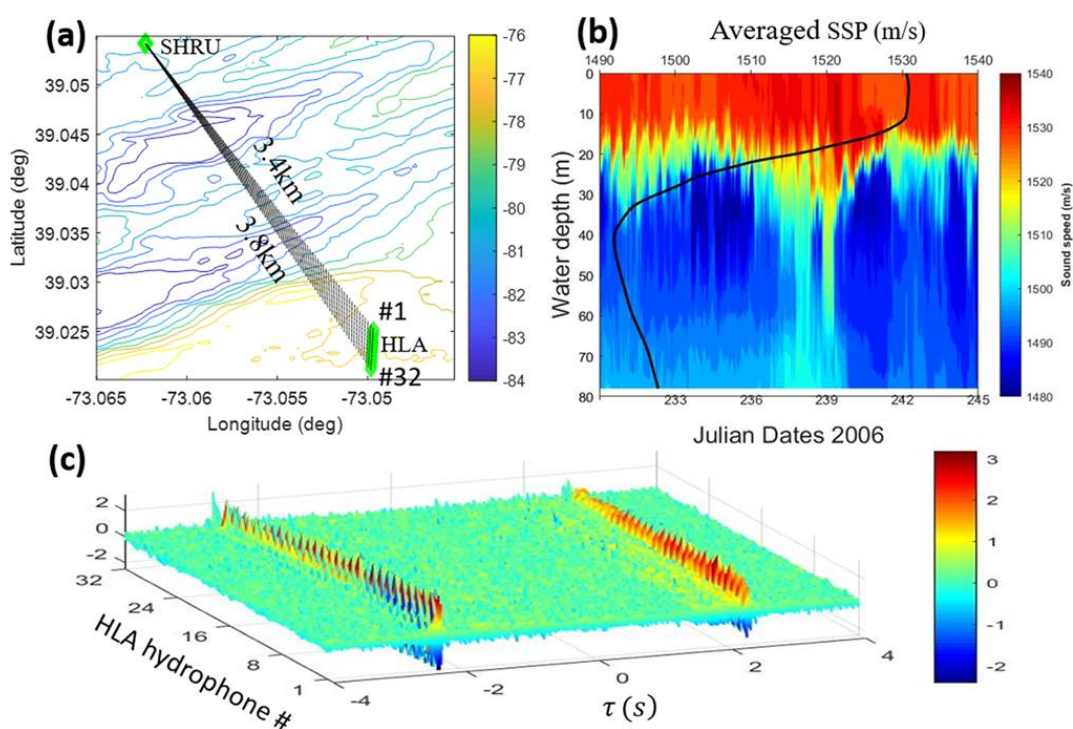 (a)
SHRU
39.05
39.045
39.04
39.035
39.03
39.025
Latitude (deg)
3.4km
3.8km
#1
HLA
#32
-73.065 -73.06 -73.055 -73.05
Longitude (deg)
-76
-77
-78
-79
-80
-81
-82
-83
-84
(b)
Averaged SSP (m/s)
1490 1500 1510 1520 1530 1540
0
10
20
30
40
50
60
70
80
Water depth (m)
233 236 239 242 245
Julian Dates 2006
1540
1530
1520
1510
1500
1490
1480
Sound speed (m/s)
(c)
2
0
-2
32
24
16
8
1
HLA hydrophone #
-4 -2 0 2 4
τ (s)
3
2
1
0
-1
-2